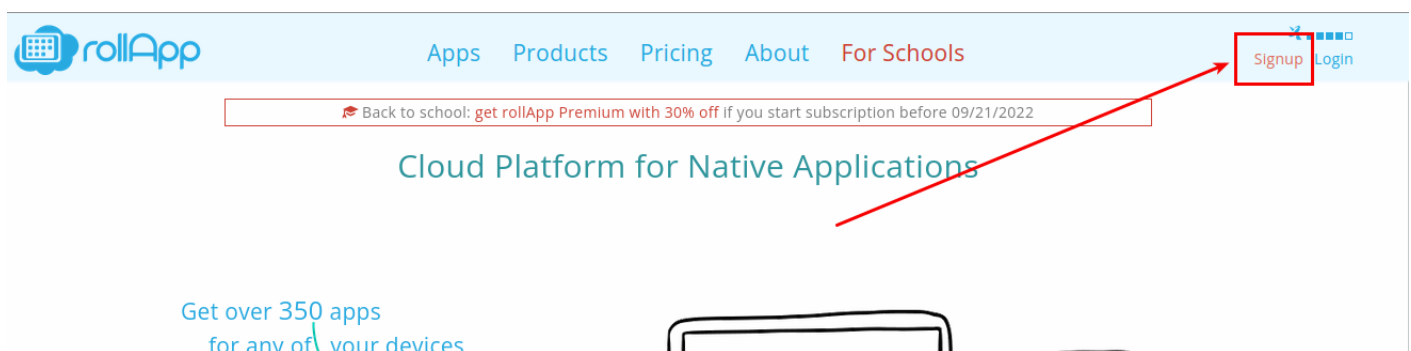 rollApp
Apps Products Pricing About For Schools
Signup Login
Back to school: get rollApp Premium with 30% off if you start subscription before 09/21/2022
Cloud Platform for Native Applications
Get over 350 apps
for any of your devices